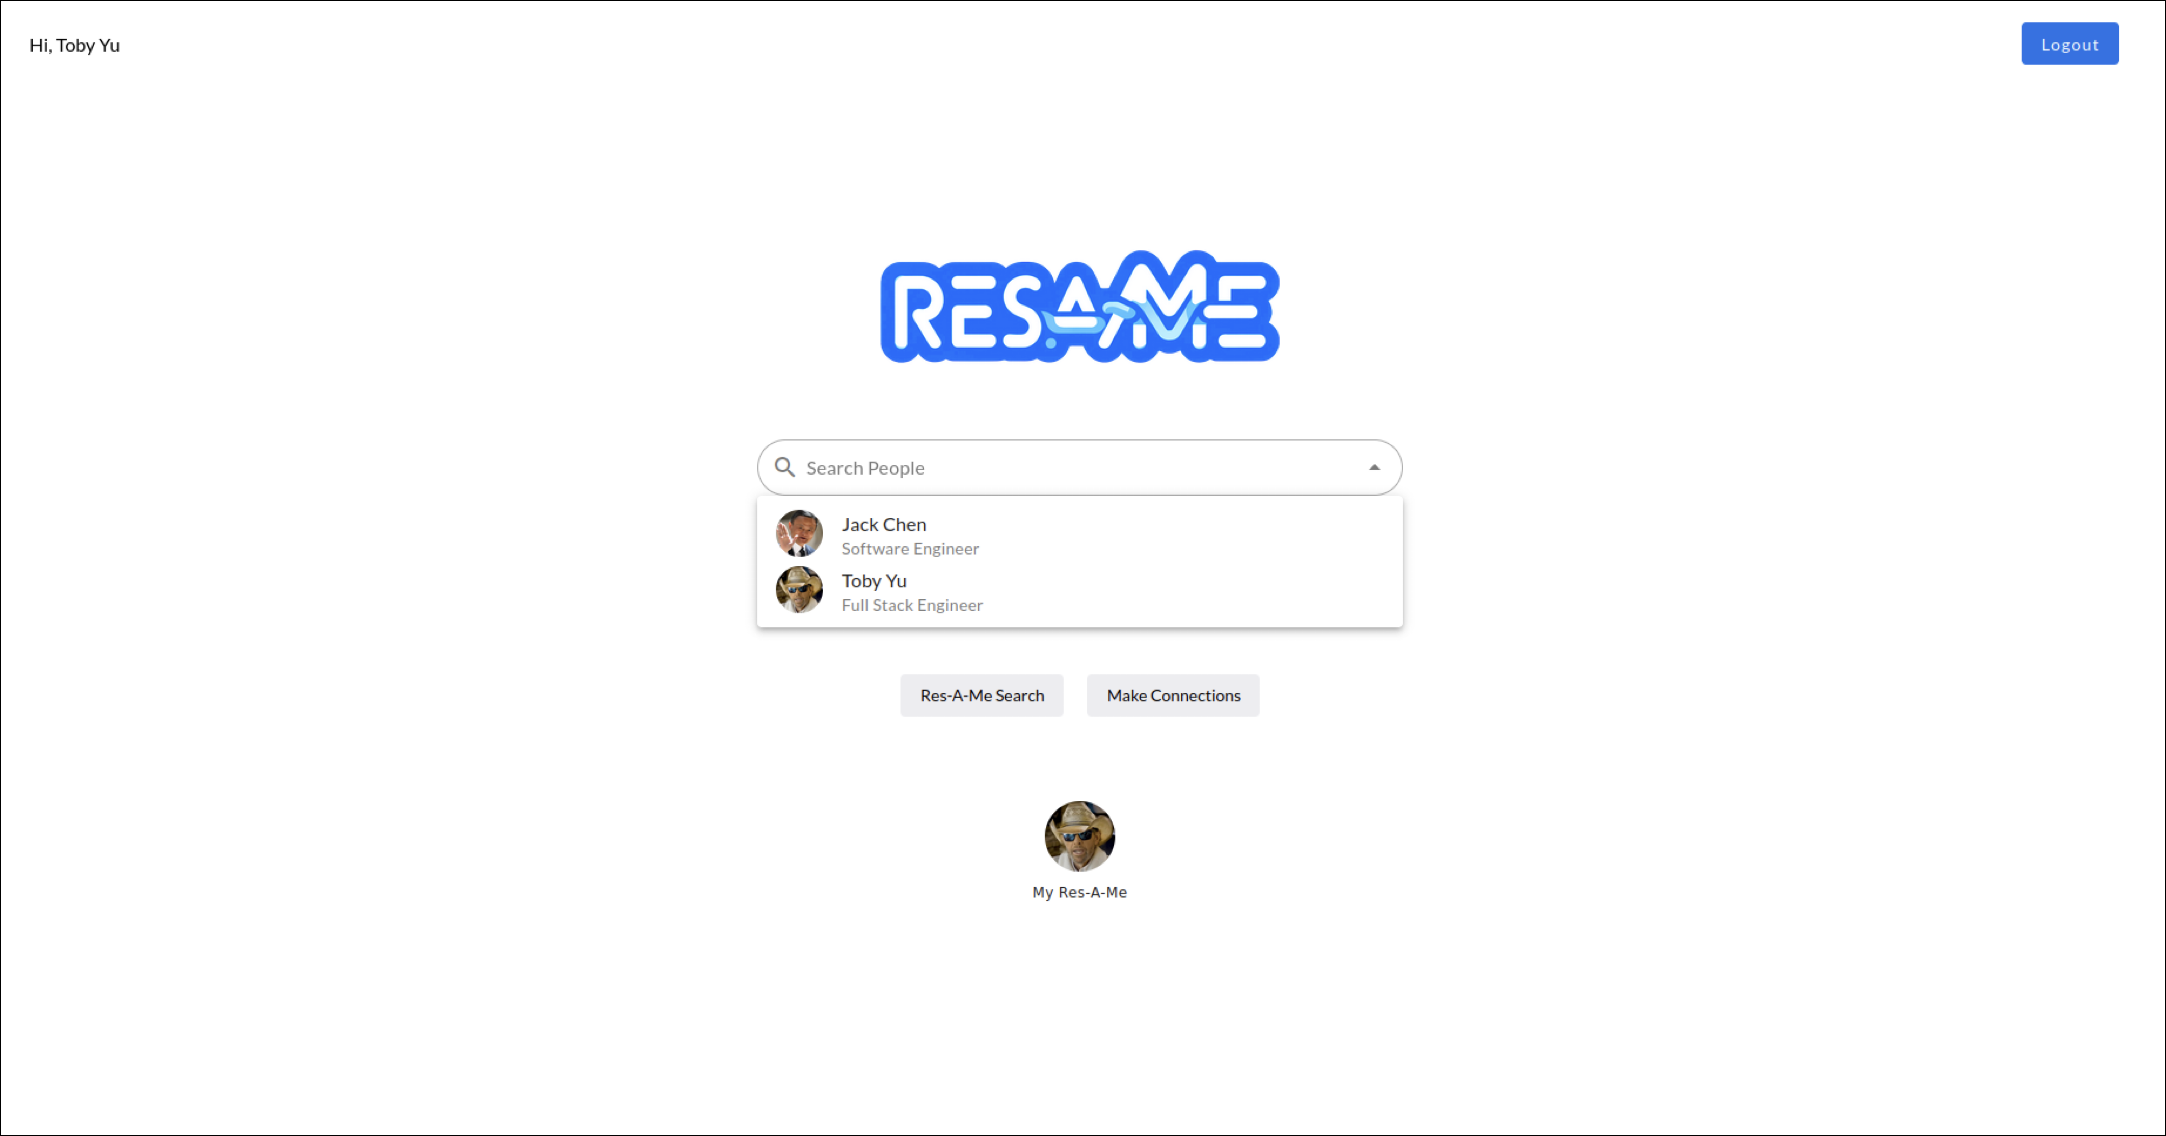 Hi, Toby Yu
Logout
RESAME
Search People
Jack Chen
Software Engineer
Toby Yu
Full Stack Engineer
Res-A-Me Search
Make Connections
My Res-A-Me